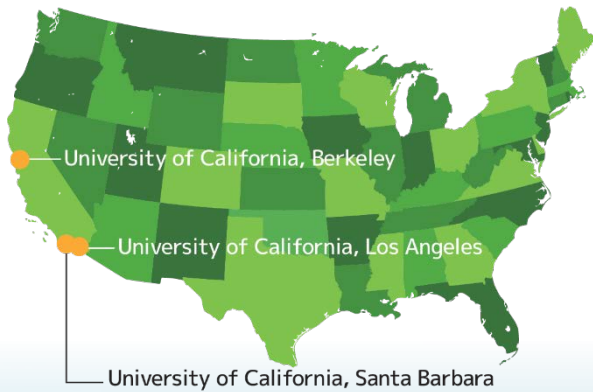 University of California, Berkeley
University of California, Los Angeles
University of California, Santa Barbara